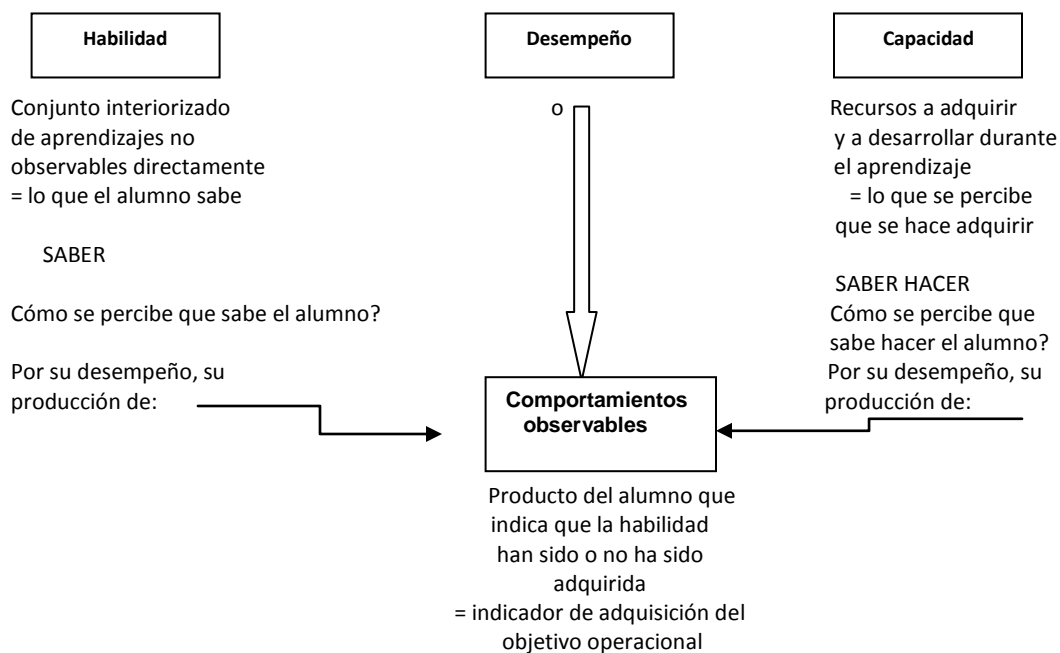 Habilidad
Conjunto interiorizado
de aprendizajes no
observables directamente
= lo que el alumno sabe
SABER
Cómo se percibe que sabe el alumno?
Por su desempeño, su
producción de:
Desempeño
o
Comportamientos
observables
Producto del alumno que
indica que la habilidad
han sido o no ha sido
adquirida
= indicador de adquisición del
objetivo operacional
Capacidad
Recursos a adquirir
y a desarrollar durante
el aprendizaje
= lo que se percibe
que se hace adquirir
SABER HACER
Cómo se percibe que
sabe hacer el alumno?
Por su desempeño, su
producción de: